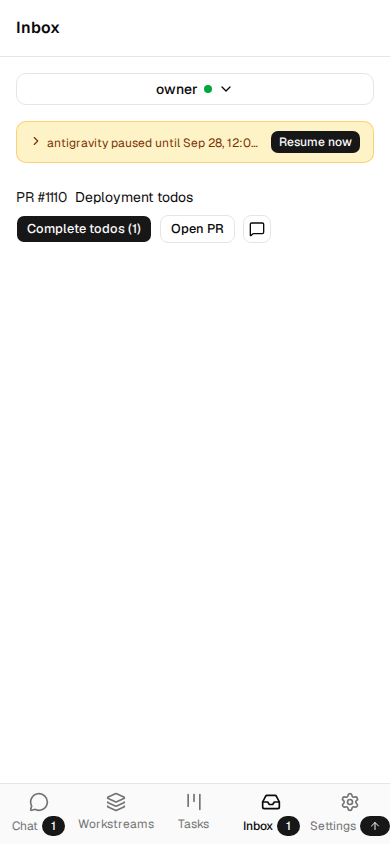 Inbox
owner
antigravity paused until Sep 28, 12:0...
Resume now
PR #1110 Deployment todos
Complete todos (1)
Open PR
Chat 1
Workstreams
Tasks
Inbox 1
Settings